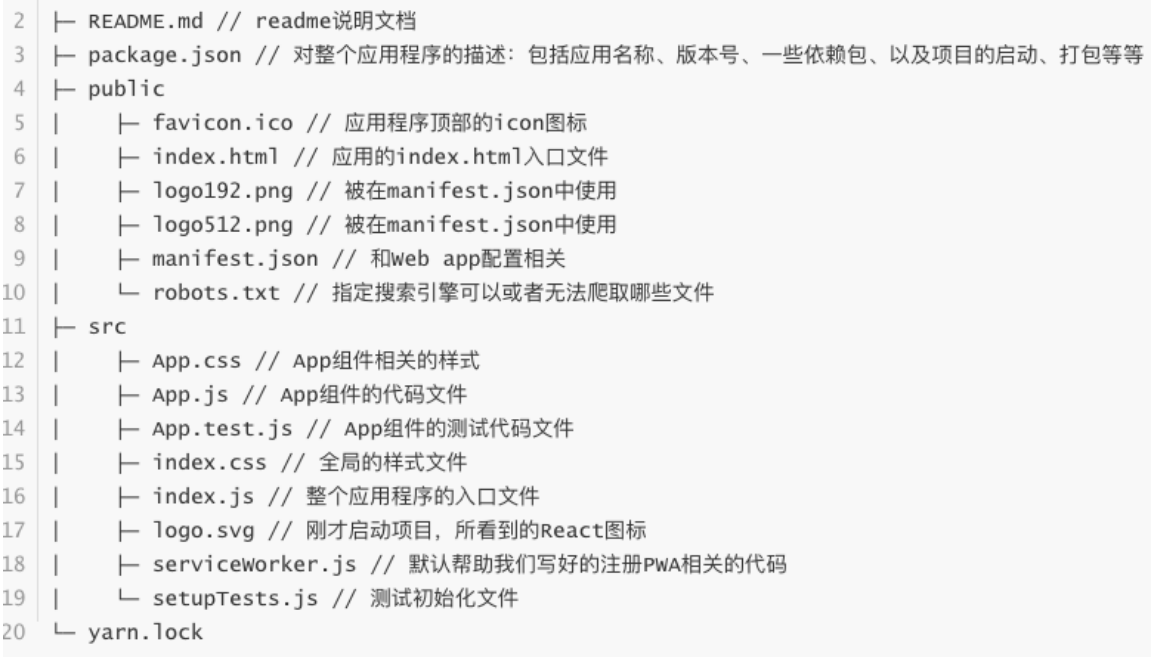 2 ├─ README.md // readme说明文档
3 ├─ package.json // 对整个应用程序的描述：包括应用名称、版本号、一些依赖包、以及项目的启动、打包等等
4 ├─ public
5 │   ├─ favicon.ico // 应用程序顶部的icon图标
6 │   ├─ index.html // 应用的index.html入口文件
7 │   ├─ logo192.png // 被在manifest.json中使用
8 │   ├─ logo512.png // 被在manifest.json中使用
9 │   ├─ manifest.json // 和Web app配置相关
10 │   └─ robots.txt // 指定搜索引擎可以或者无法爬取哪些文件
11 ├─ src
12 │   ├─ App.css // App组件相关的样式
13 │   ├─ App.js // App组件的代码文件
14 │   ├─ App.test.js // App组件的测试代码文件
15 │   ├─ index.css // 全局的样式文件
16 │   ├─ index.js // 整个应用程序的入口文件
17 │   ├─ logo.svg // 刚才启动项目，所看到的React图标
18 │   ├─ serviceWorker.js // 默认帮助我们写好的注册PWA相关的代码
19 │   └─ setupTests.js // 测试初始化文件
20 └─ yarn.lock